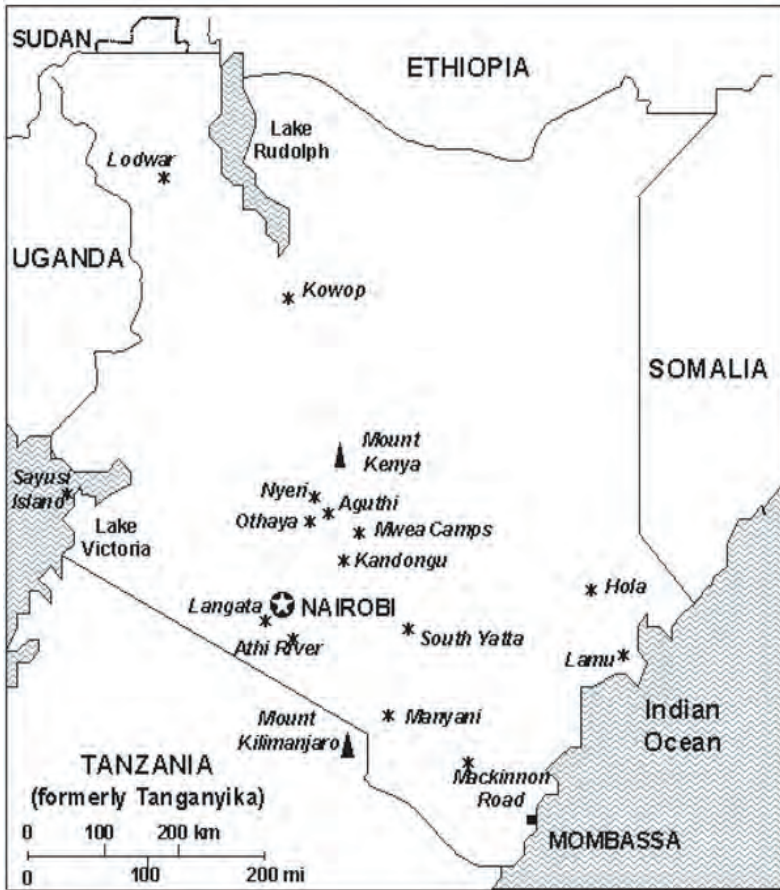 SUDAN
ETHIOPIA
Lake
Rudolph
Lodwar
UGANDA
Kowop
SOMALIA
Mount
Kenya
Sayusi
Island
Nyeri
Aguthi
Othaya
Mwea Camps
Lake
Victoria
Kandongu
Hola
Langata
NAIROBI
South Yatta
Athi River
Lamu
Manyani
Indian
Ocean
Mount
Kilimanjaro
TANZANIA
(formerly Tanganyika)
Mackinnon
Road
MOMBASSA
0 100 200 km
0 100 200 mi